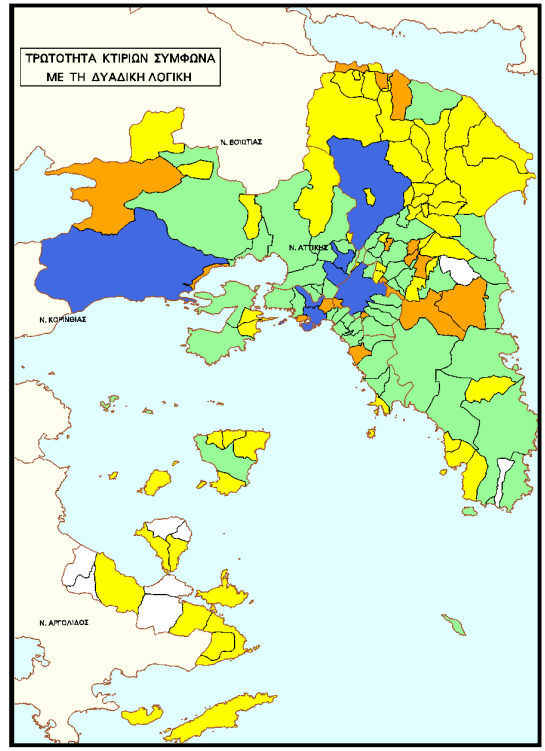 ΤΡΩΤΟΤΗΤΑ ΚΤΙΡΙΩΝ ΣΥΜΦΩΝΑ
ΜΕ ΤΗ ΔΥΑΔΙΚΗ ΛΟΓΙΚΗ
Ν. ΒΟΙΩΤΙΑΣ
Ν. ΑΤΤΙΚΗΣ
Ν. ΚΟΡΙΝΘΙΑΣ
Ν. ΑΡΓΟΛΙΔΟΣ